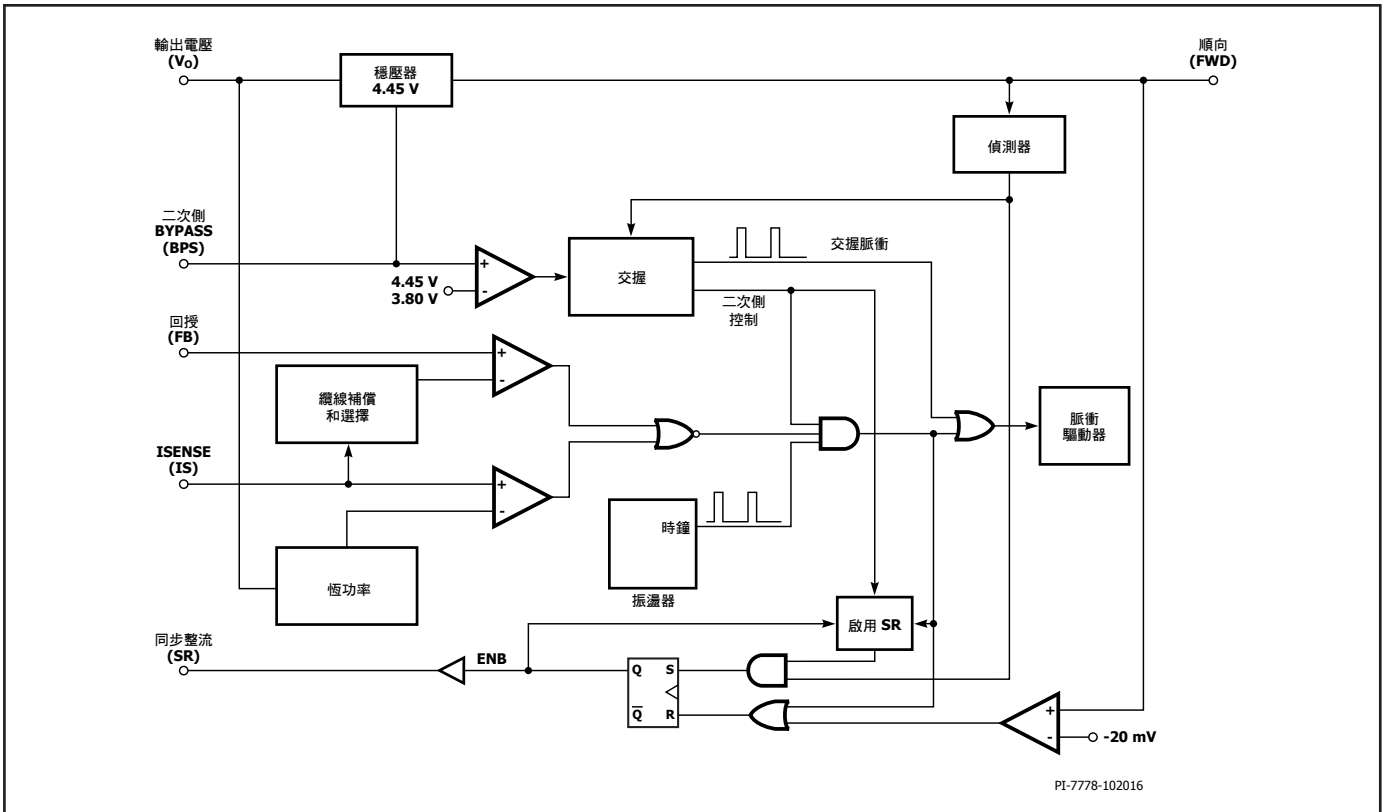 輸出電壓
(VO)
穩壓器
4.45 V
順向
(FWD)
偵測器
二次側
BYPASS
(BPS)
4.45 V
3.80 V
+
-
交握
交握脈衝
二次側
控制
回授
(FB)
+
-
纜線補償
和選擇
脈衝
驅動器
ISENSE
(IS)
+
-
時鐘
振盪器
恆功率
啟用 SR
同步整流
(SR)
ENB
Q
S
Q
R
+
-
-20 mV
PI-7778-102016